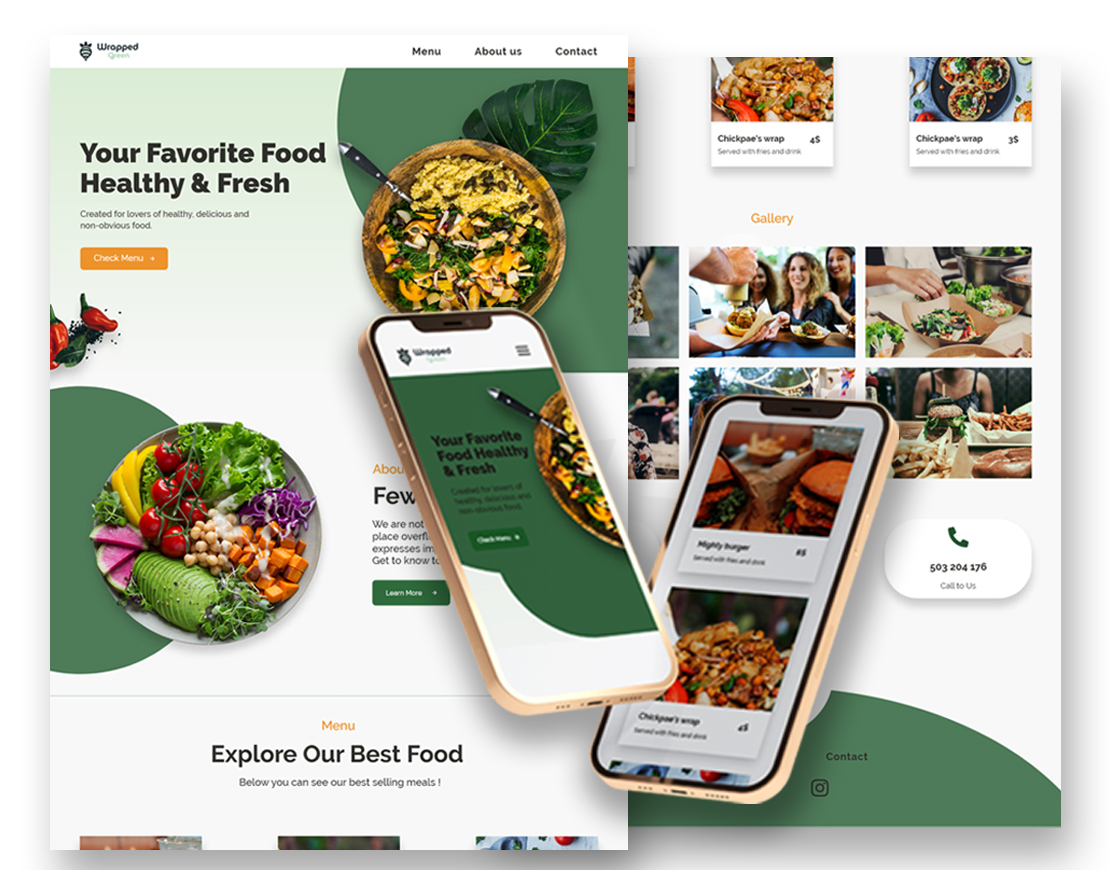 Wrapped
Green
Menu
About us
Contact
Your Favorite Food
Healthy & Fresh
Created for lovers of healthy, delicious and
non-obvious food.
Check Menu
Few
We are not
place overfl
expresses im
Get to know to
Learn More
Menu
Explore Our Best Food
Below you can see our best selling meals !
Wrapped
Green
Your Favorite
Food Healthy
& Fresh
Created for lovers of
healthy, delicious and
non-obvious food.
Check Menu
Chickpae's wrap 4$
Served with fries and drink
Chickpae's wrap 3$
Served with fries and drink
Gallery
Mighty burger 8$
Served with fries and drink
Chickpae's wrap 4$
Served with fries and drink
503 204 176
Call to Us
Contact